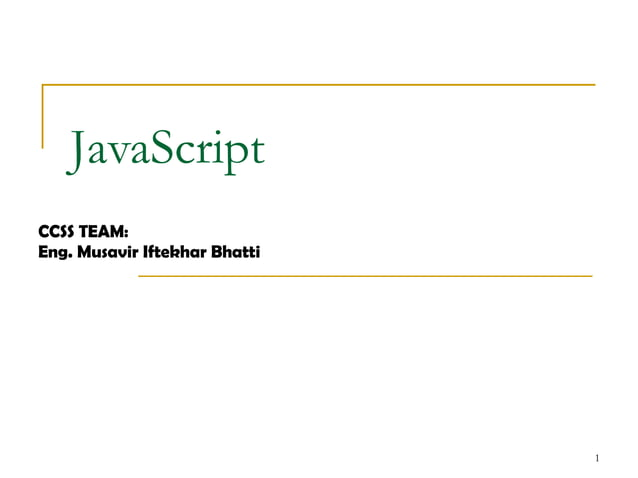 JavaScript
CCSS TEAM:
Eng. Musavir Iftekhar Bhatti
1